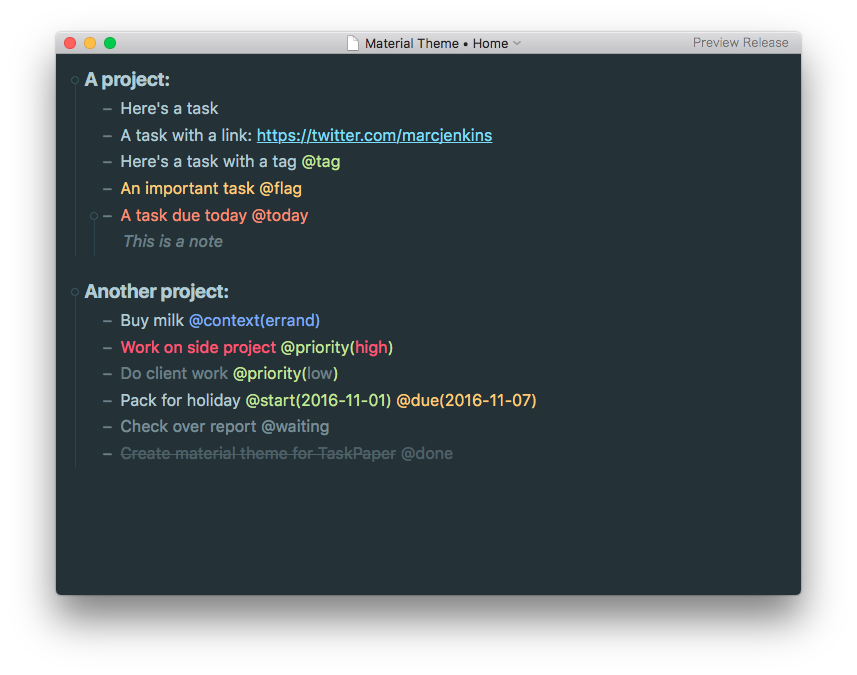 Material Theme • Home
Preview Release
A project:
– Here's a task
– A task with a link: https://twitter.com/marcjenkins
– Here's a task with a tag @tag
– An important task @flag
– A task due today @today
This is a note
Another project:
– Buy milk @context(errand)
– Work on side project @priority(high)
– Do client work @priority(low)
– Pack for holiday @start(2016-11-01) @due(2016-11-07)
– Check over report @waiting
– Create material theme for TaskPaper @done